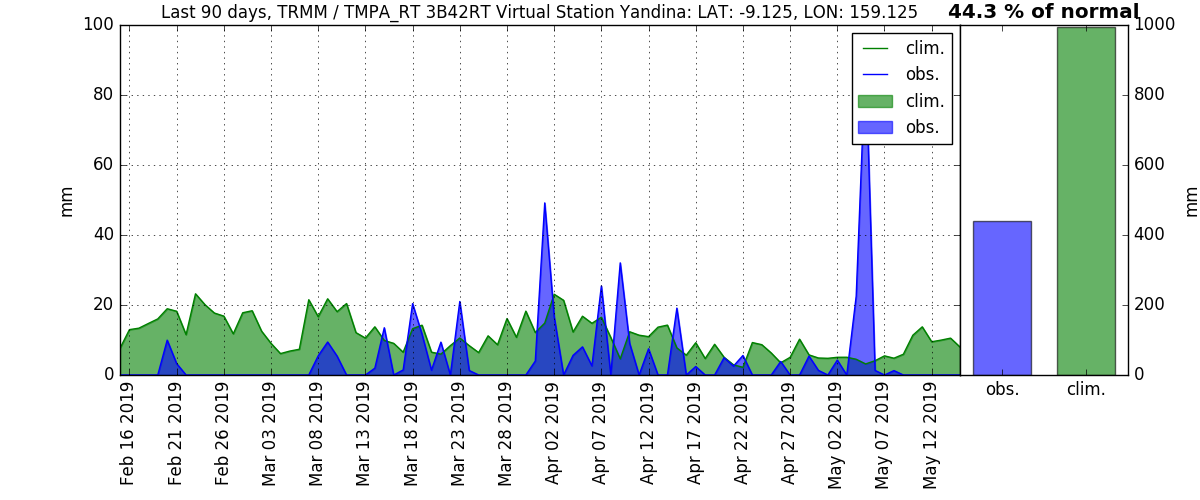 Last 90 days, TRMM / TMPA_RT 3B42RT Virtual Station Yandina: LAT: -9.125, LON: 159.125
44.3 % of normal
clim.
obs.
clim.
obs.
100
80
60
40
20
0
mm
1000
800
600
400
200
0
mm
Feb 16 2019
Feb 21 2019
Feb 26 2019
Mar 03 2019
Mar 08 2019
Mar 13 2019
Mar 18 2019
Mar 23 2019
Mar 28 2019
Apr 02 2019
Apr 07 2019
Apr 12 2019
Apr 17 2019
Apr 22 2019
Apr 27 2019
May 02 2019
May 07 2019
May 12 2019
obs.
clim.